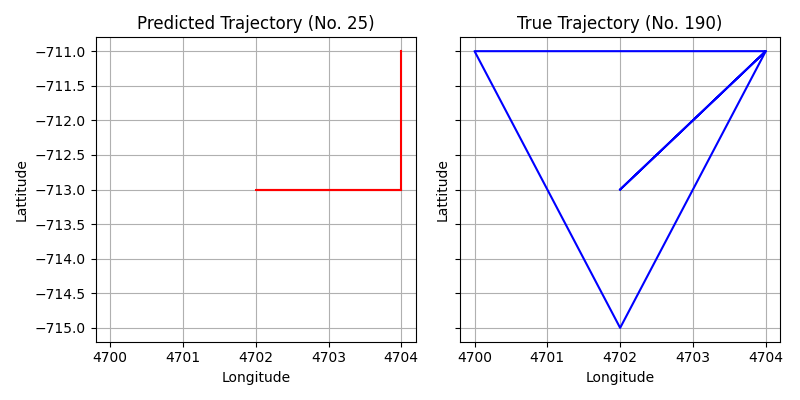 Predicted Trajectory (No. 25)
True Trajectory (No. 190)
−711.0
−711.5
−712.0
−712.5
−713.0
−713.5
−714.0
−714.5
−715.0
Lattitude
Lattitude
4700 4701 4702 4703 4704
4700 4701 4702 4703 4704
Longitude
Longitude